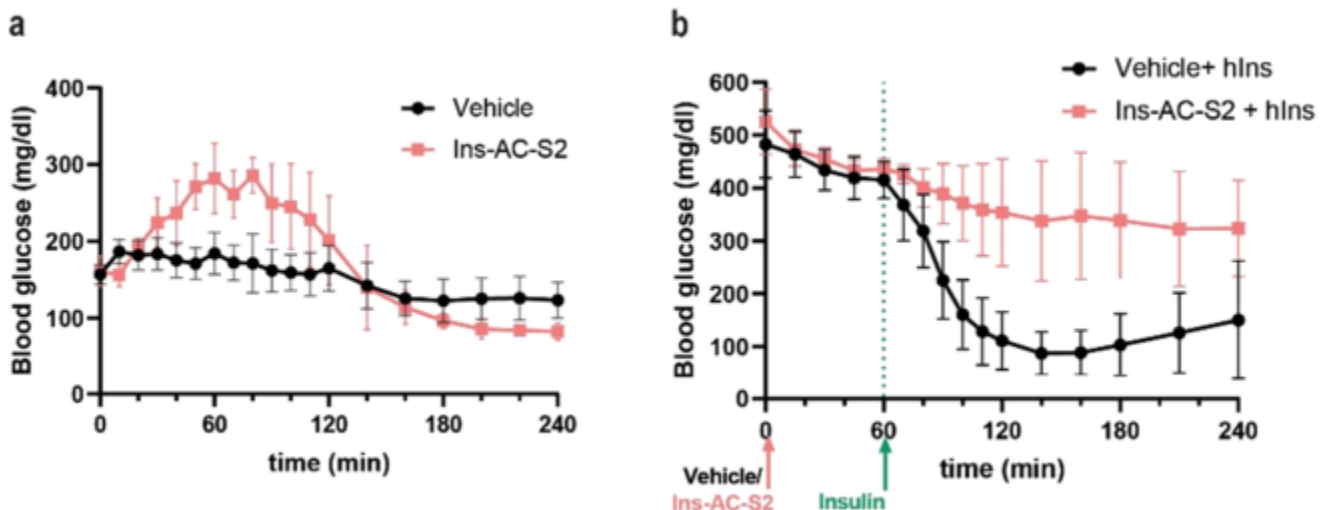 a
Blood glucose (mg/dl)
400
300
200
100
0
0 60 120 180 240
time (min)
Vehicle
Ins-AC-S2
b
Blood glucose (mg/dl)
600
500
400
300
200
100
0
0 60 120 180 240
time (min)
Vehicle+ hIns
Ins-AC-S2 + hIns
Vehicle/
Ins-AC-S2
Insulin